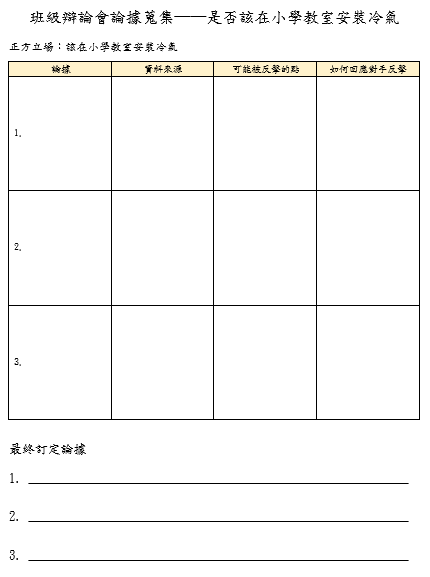 班級辯論會論據蒐集——是否該在小學教室安裝冷氣
正方立場：該在小學教室安裝冷氣
論據 資料來源 可能被反擊的點 如何回應對手反擊
1.
2.
3.
最終訂定論據
1.
2.
3.